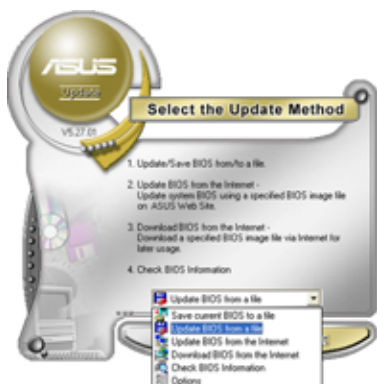 ASUS
Update
V5.27.01
Select the Update Method
1. Update/Save BIOS from/to a file.
2. Update BIOS from the Internet -
Update system BIOS using a specified BIOS image file
on ASUS Web Site.
3. Download BIOS from the Internet -
Download a specified BIOS image file via Internet for
later usage.
4. Check BIOS Information
Update BIOS from a file
Save current BIOS to a file
Update BIOS from a file
Update BIOS from the Internet
Download BIOS from the Internet
Check BIOS Information
Options